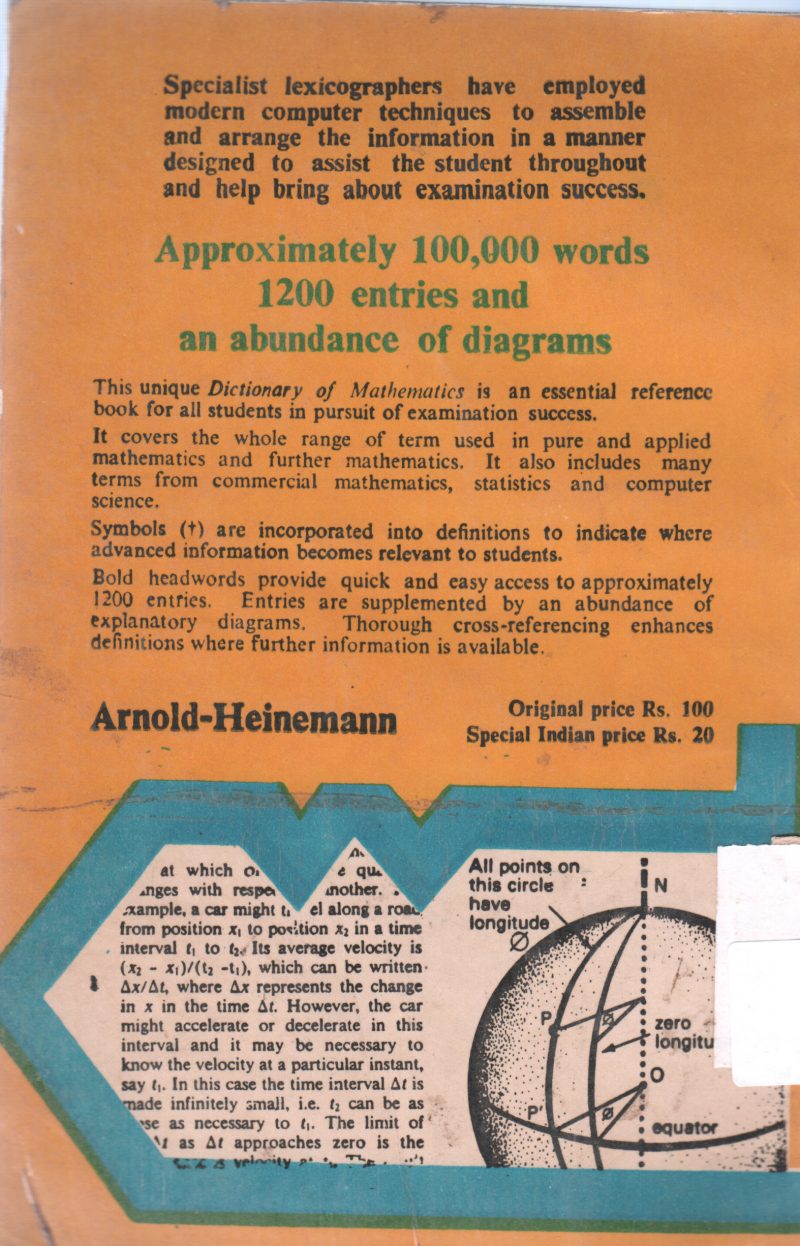 Specialist lexicographers have employed
modern computer techniques to assemble
and arrange the information in a manner
designed to assist the student throughout
and help bring about examination success.
Approximately 100,000 words
1200 entries and
an abundance of diagrams
This unique Dictionary of Mathematics is an essential reference
book for all students in pursuit of examination success.
It covers the whole range of term used in pure and applied
mathematics and further mathematics. It also includes many
terms from commercial mathematics, statistics and computer
science.
Symbols (†) are incorporated into definitions to indicate where
advanced information becomes relevant to students.
Bold headwords provide quick and easy access to approximately
1200 entries. Entries are supplemented by an abundance of
explanatory diagrams. Thorough cross-referencing enhances
definitions where further information is available.
Arnold-Heinemann
Original price Rs. 100
Special Indian price Rs. 20
at which
with
a car might along a
from position x₁ to position x₂ in a time
interval t₁ to t₂. Its average velocity is
(x₂ - x₁)/(t₂ -t₁), which can be written
Δx/Δt, where Δx represents the change
in x in the time Δt. However, the car
might accelerate or decelerate in this
interval and it may be necessary to
know the velocity at a particular instant,
say t₁. In this case the time interval Δt is
made infinitely small, i.e. t₂ can be as
as necessary to t₁. The limit of
as Δt approaches zero is the
velocity
All points on
this circle
have
longitude
Ø
N
P
Ø
zero
O
P'
Ø
equator